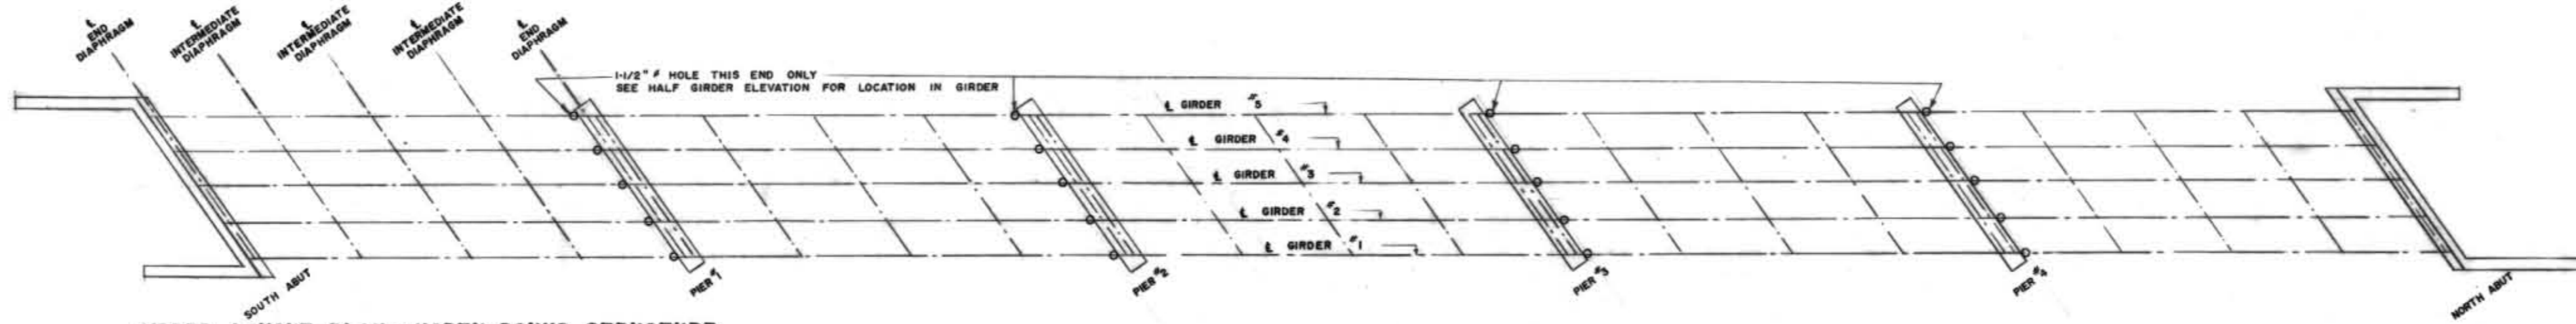 ℄
END
DIAPHRAGM
℄
INTERMEDIATE
DIAPHRAGM
℄
INTERMEDIATE
DIAPHRAGM
℄
INTERMEDIATE
DIAPHRAGM
℄
END
DIAPHRAGM
1-1/2" ø HOLE THIS END ONLY
SEE HALF GIRDER ELEVATION FOR LOCATION IN GIRDER
℄ GIRDER #5
℄ GIRDER #4
℄ GIRDER #3
℄ GIRDER #2
℄ GIRDER #1
SOUTH ABUT
PIER #1
PIER #2
PIER #3
PIER #4
NORTH ABUT